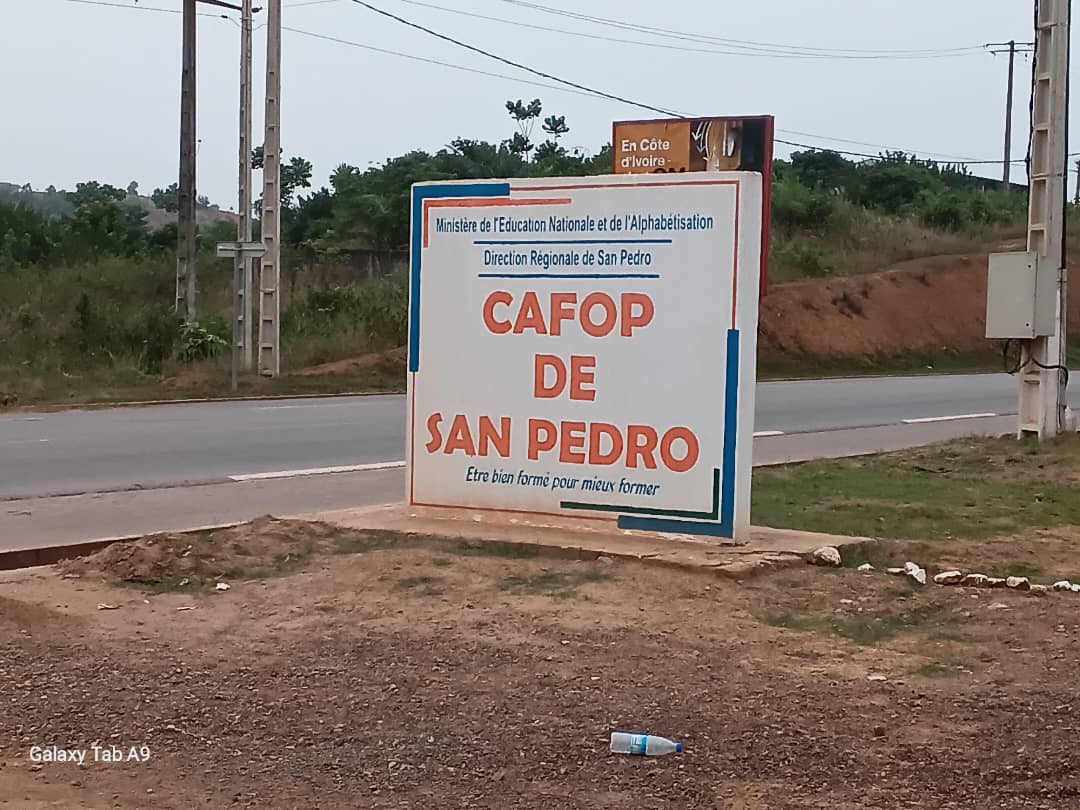 En Côte
d'Ivoire
Ministère de l'Education Nationale et de l'Alphabétisation
Direction Régionale de San Pedro
CAFOP
DE
SAN PEDRO
Etre bien formé pour mieux former
Galaxy Tab A9